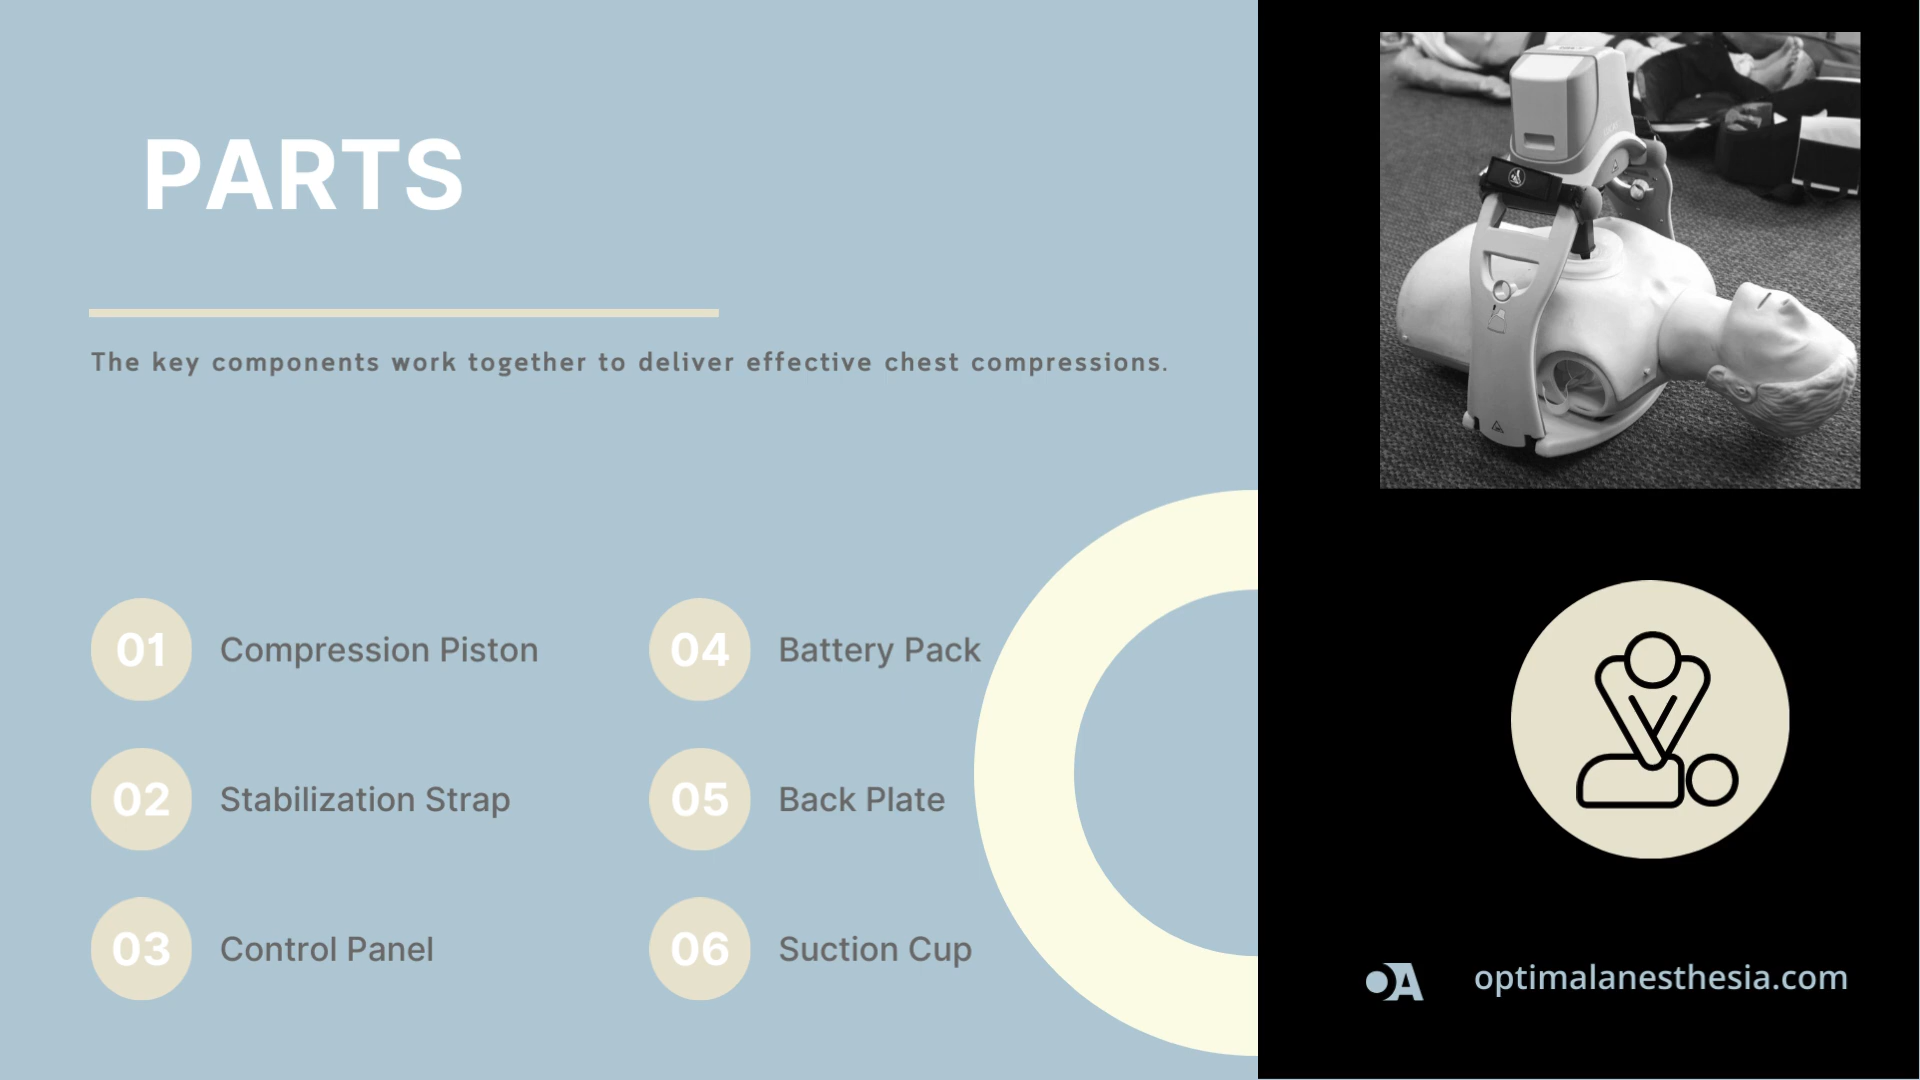 PARTS
The key components work together to deliver effective chest compressions.
01 Compression Piston
02 Stabilization Strap
03 Control Panel
04 Battery Pack
05 Back Plate
06 Suction Cup
OA optimalanesthesia.com